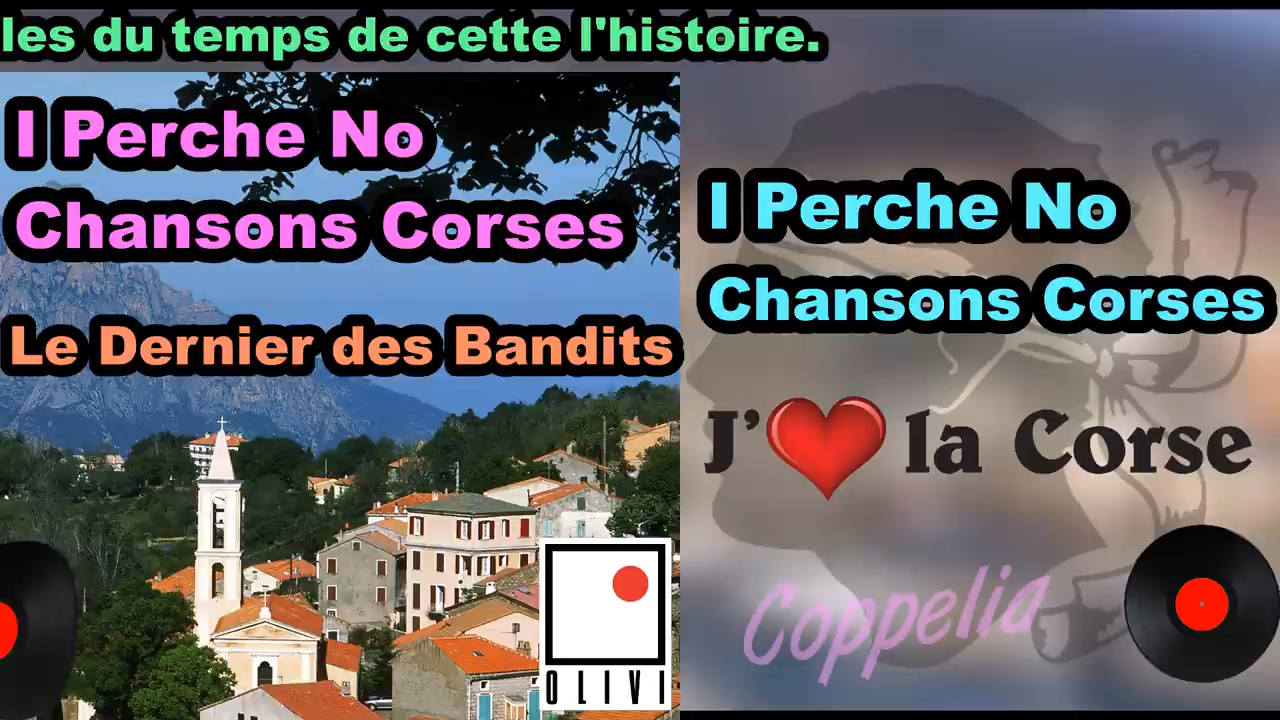 les du temps de cette l'histoire.
I Perche No
Chansons Corses
Le Dernier des Bandits
OLIVI
I Perche No
Chansons Corses
J'❤️ la Corse
Coppelia